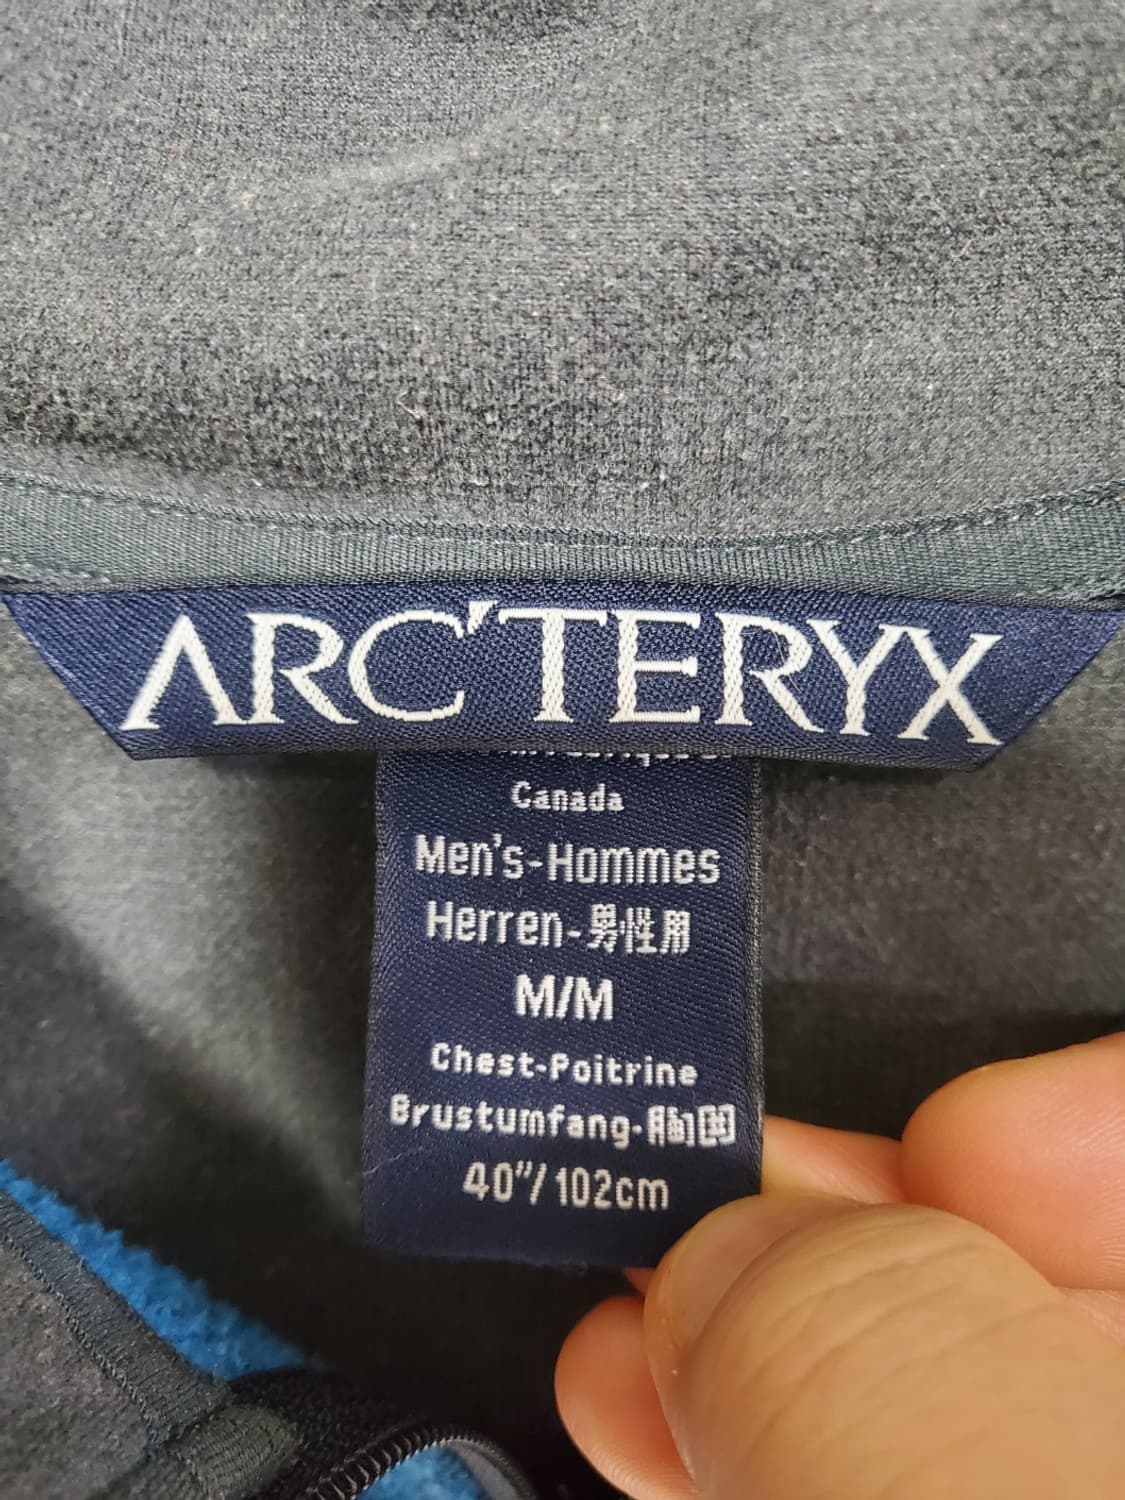 ARC'TERYX
Canada
Men's-Hommes
Herren-男性用
M/M
Chest-Poitrine
Brustumfang-胸囲
40"/102cm